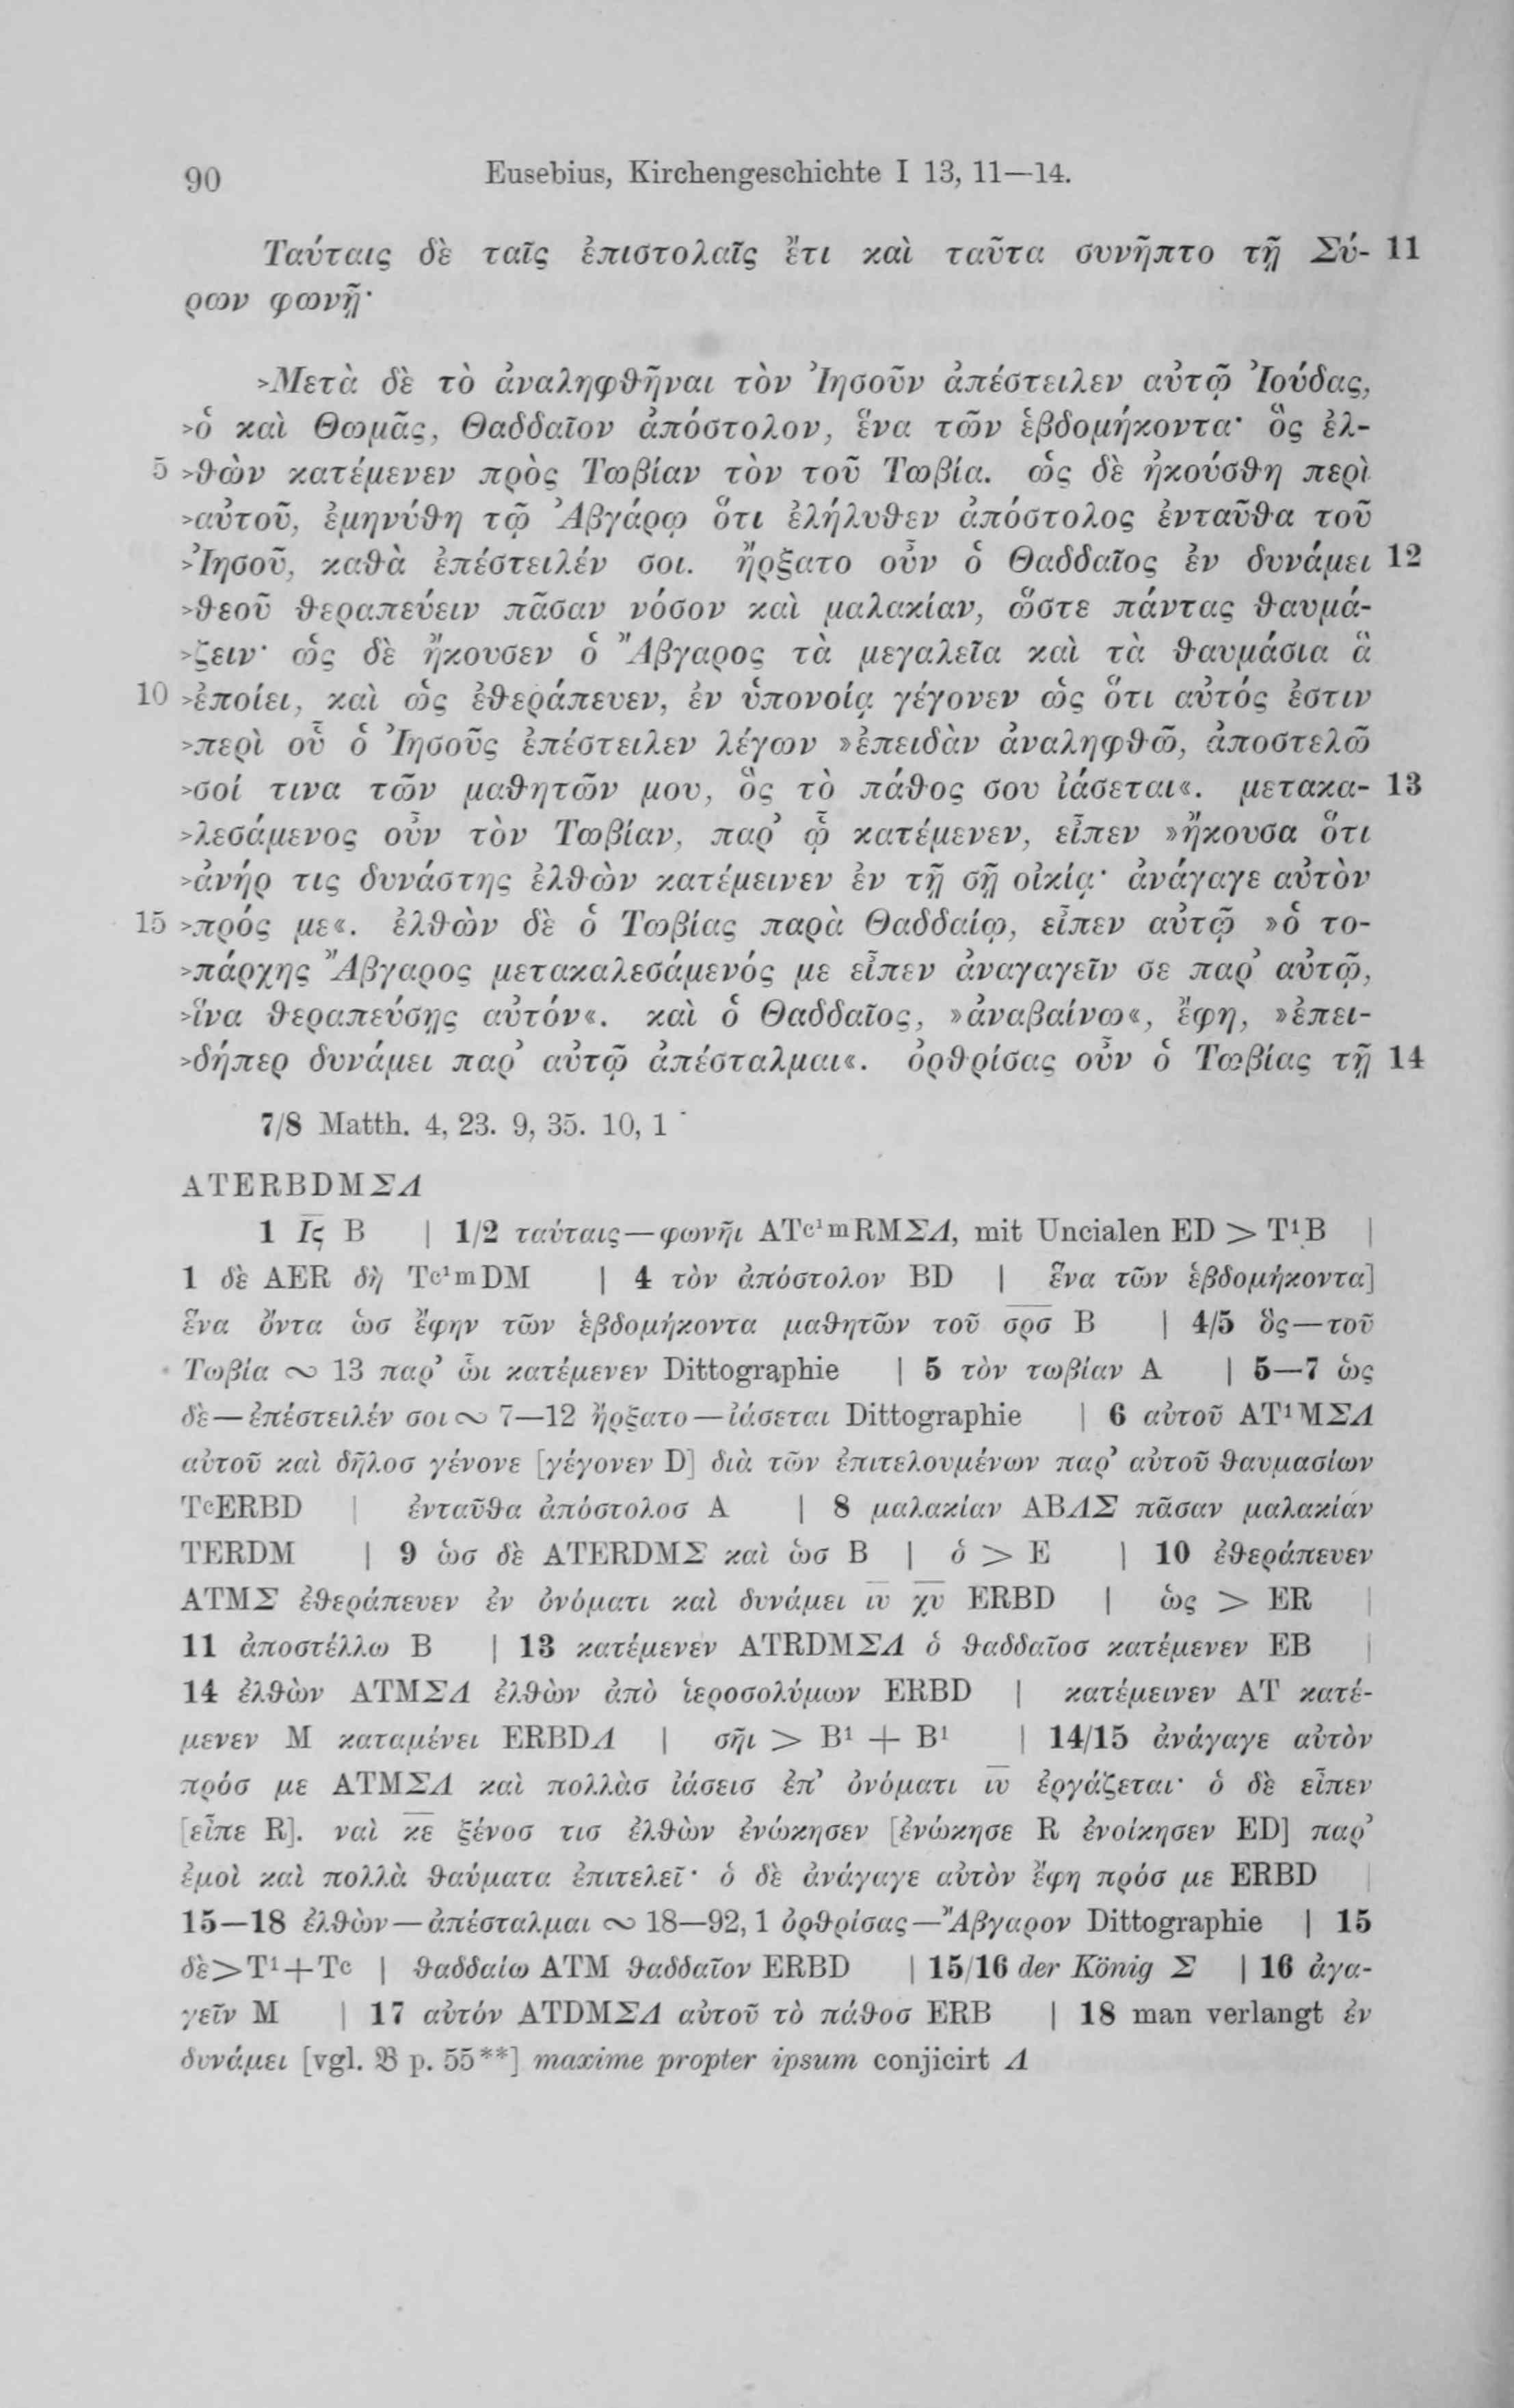 90
Eusebius, Kirchengeschichte I 13, 11—14.
Ταύταις δὲ ταῖς ἐπιστολαῖς ἔτι καὶ ταῦτα συνῆπτο τῇ Σύ- 11
ρων φωνῇ·
›Μετὰ δὲ τὸ ἀναληφθῆναι τὸν Ἰησοῦν ἀπέστειλεν αὐτῷ Ἰούδας,
›ὁ καὶ Θωμᾶς, Θαδδαῖον ἀπόστολον, ἕνα τῶν ἑβδομήκοντα· ὃς ἐλ-
5 ›θὼν κατέμενεν πρὸς Τωβίαν τὸν τοῦ Τωβία. ὡς δὲ ἠκούσθη περὶ
›αὐτοῦ, ἐμηνύθη τῷ Ἀβγάρῳ ὅτι ἐλήλυθεν ἀπόστολος ἐνταῦθα τοῦ
›Ἰησοῦ, καθὰ ἐπέστειλέν σοι. ἤρξατο οὖν ὁ Θαδδαῖος ἐν δυνάμει 12
›θεοῦ θεραπεύειν πᾶσαν νόσον καὶ μαλακίαν, ὥστε πάντας θαυμά-
›ζειν· ὡς δὲ ἤκουσεν ὁ Ἄβγαρος τὰ μεγαλεῖα καὶ τὰ θαυμάσια ἃ
10 ›ἐποίει, καὶ ὡς ἐθεράπευεν, ἐν ὑπονοίᾳ γέγονεν ὡς ὅτι αὐτός ἐστιν
›περὶ οὗ ὁ Ἰησοῦς ἐπέστειλεν λέγων »ἐπειδὰν ἀναληφθῶ, ἀποστελῶ
›σοί τινα τῶν μαθητῶν μου, ὃς τὸ πάθος σου ἰάσεται«. μετακα- 13
›λεσάμενος οὖν τὸν Τωβίαν, παρ’ ᾧ κατέμενεν, εἶπεν »ἤκουσα ὅτι
›ἀνήρ τις δυνάστης ἐλθὼν κατέμεινεν ἐν τῇ σῇ οἰκίᾳ· ἀνάγαγε αὐτὸν
15 ›πρός με«. ἐλθὼν δὲ ὁ Τωβίας παρὰ Θαδδαίῳ, εἶπεν αὐτῷ »ὁ το-
›πάρχης Ἄβγαρος μετακαλεσάμενός με εἶπεν ἀναγαγεῖν σε παρ’ αὐτῷ,
›ἵνα θεραπεύσῃς αὐτόν«. καὶ ὁ Θαδδαῖος, »ἀναβαίνω«, ἔφη, »ἐπει-
›δήπερ δυνάμει παρ’ αὐτῷ ἀπέσταλμαι«. ὀρθρίσας οὖν ὁ Τωβίας τῇ 14
7/8 Matth. 4, 23. 9, 35. 10, 1
ATERBDMΣΛ
1 Ις̅ B | 1/2 ταύταις—φωνῆι ATc¹mRMΣΛ, mit Uncialen ED > T¹B |
1 δὲ AER δὴ Tc¹mDM | 4 τὸν ἀπόστολον BD | ἕνα τῶν ἑβδομήκοντα]
ἕνα ὄντα ὡσ ἔφην τῶν ἑβδομήκοντα μαθητῶν τοῦ σ̅ρ̅σ̅ B | 4/5 ὃς—τοῦ
Τωβία ∾ 13 παρ’ ὧι κατέμενεν Dittographie | 5 τὸν τωβίαν A | 5—7 ὡς
δὲ—ἐπέστειλέν σοι ∾ 7—12 ἤρξατο—ἰάσεται Dittographie | 6 αὐτοῦ AT¹MΣΛ
αὐτοῦ καὶ δῆλοσ γένονε [γέγονεν D] διὰ τῶν ἐπιτελουμένων παρ’ αὐτοῦ θαυμασίων
TcERBD | ἐνταῦθα ἀπόστολοσ A | 8 μαλακίαν ABΛΣ πᾶσαν μαλακίαν
TERDM | 9 ὡσ δὲ ATERDMΣ καὶ ὡσ B | ὁ > E | 10 ἐθεράπευεν
ATMΣ ἐθεράπευεν ἐν ὀνόματι καὶ δυνάμει ι̅υ̅ χ̅υ̅ ERBD | ὡς > ER |
11 ἀποστέλλω B | 13 κατέμενεν ATRDMΣΛ ὁ θαδδαῖοσ κατέμενεν EB |
14 ἐλθὼν ATMΣΛ ἐλθὼν ἀπὸ ἱεροσολύμων ERBD | κατέμεινεν AT κατέ-
μενεν M καταμένει ERBDΛ | σῆι > B¹ + B¹ | 14/15 ἀνάγαγε αὐτὸν
πρόσ με ATMΣΛ καὶ πολλὰσ ἰάσεισ ἐπ’ ὀνόματι ι̅υ̅ ἐργάζεται· ὁ δὲ εἶπεν
[εἶπε R]. ναὶ κ̅ε̅ ξένοσ τισ ἐλθὼν ἐνώκησεν [ἐνώκησε R ἐνοίκησεν ED] παρ’
ἐμοὶ καὶ πολλὰ θαύματα ἐπιτελεῖ· ὁ δὲ ἀνάγαγε αὐτὸν ἔφη πρόσ με ERBD |
15—18 ἐλθὼν—ἀπέσταλμαι ∾ 18—92, 1 ὀρθρίσας—Ἄβγαρον Dittographie | 15
δὲ>T¹+Tc | θαδδαίω ATM θαδδαῖον ERBD | 15/16 der König Σ | 16 ἀγα-
γεῖν M | 17 αὐτόν ATDMΣΛ αὐτοῦ τὸ πάθοσ ERB | 18 man verlangt ἐν
δυνάμει [vgl. 𝔅 p. 55**] maxime propter ipsum conjicirt Λ